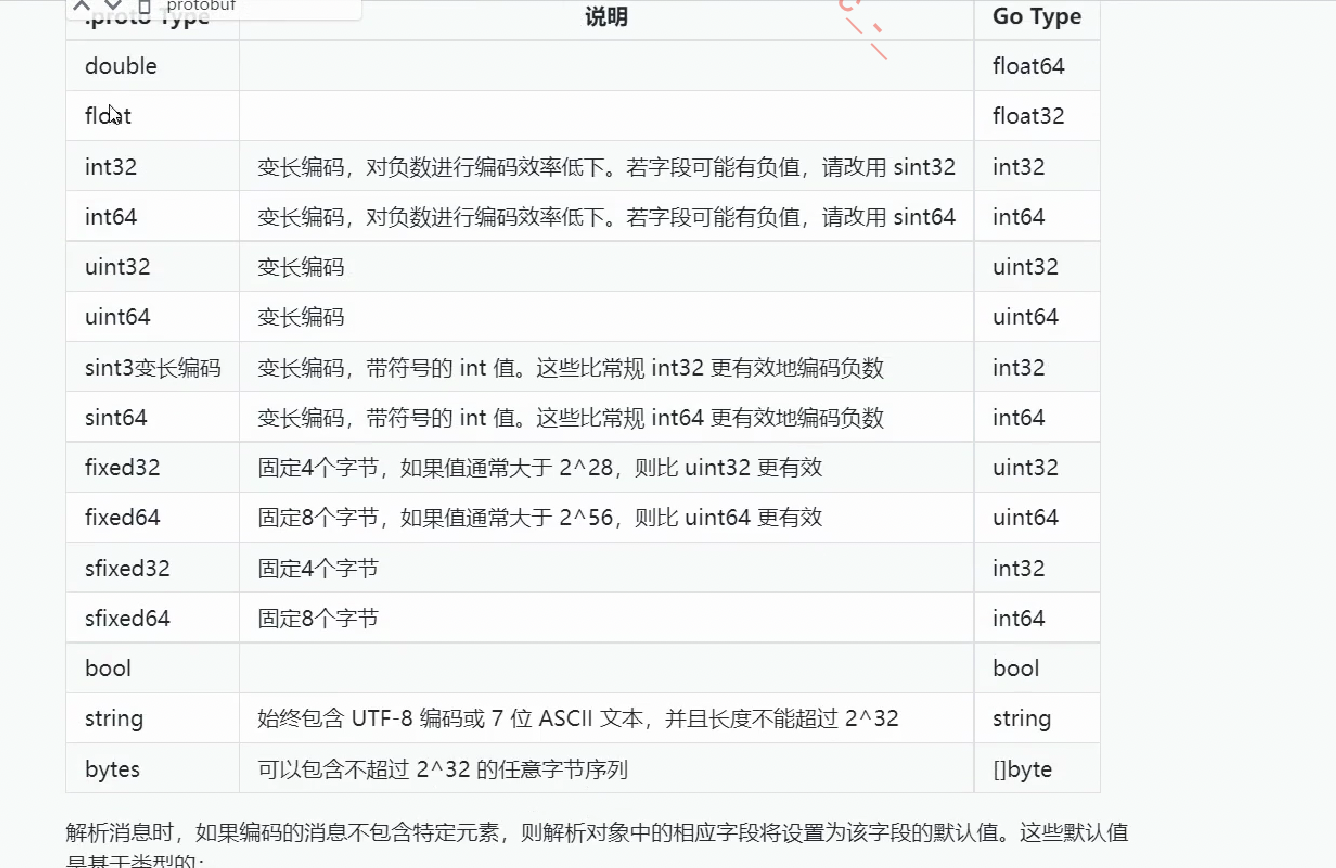 protobuf
.proto Type 说明 Go Type
double float64
float float32
int32 变长编码，对负数进行编码效率低下。若字段可能有负值，请改用 sint32 int32
int64 变长编码，对负数进行编码效率低下。若字段可能有负值，请改用 sint64 int64
uint32 变长编码 uint32
uint64 变长编码 uint64
sint3变长编码 变长编码，带符号的 int 值。这些比常规 int32 更有效地编码负数 int32
sint64 变长编码，带符号的 int 值。这些比常规 int64 更有效地编码负数 int64
fixed32 固定4个字节，如果值通常大于 2^28，则比 uint32 更有效 uint32
fixed64 固定8个字节，如果值通常大于 2^56，则比 uint64 更有效 uint64
sfixed32 固定4个字节 int32
sfixed64 固定8个字节 int64
bool bool
string 始终包含 UTF-8 编码或 7 位 ASCII 文本，并且长度不能超过 2^32 string
bytes 可以包含不超过 2^32 的任意字节序列 []byte
解析消息时，如果编码的消息不包含特定元素，则解析对象中的相应字段将设置为该字段的默认值。这些默认值
是基于类型的：